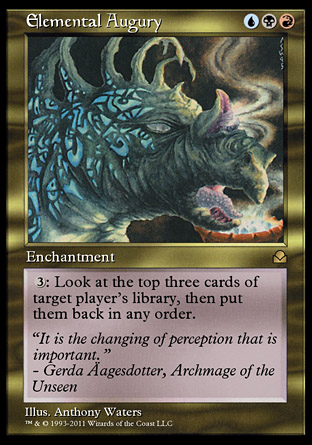 Elemental Augury
Enchantment
3: Look at the top three cards of
target player's library, then put
them back in any order.
"It is the changing of perception that is
important."
- Gerda Äagesdotter, Archmage of the
Unseen
Illus. Anthony Waters
™ & © 1993-2011 Wizards of the Coast LLC